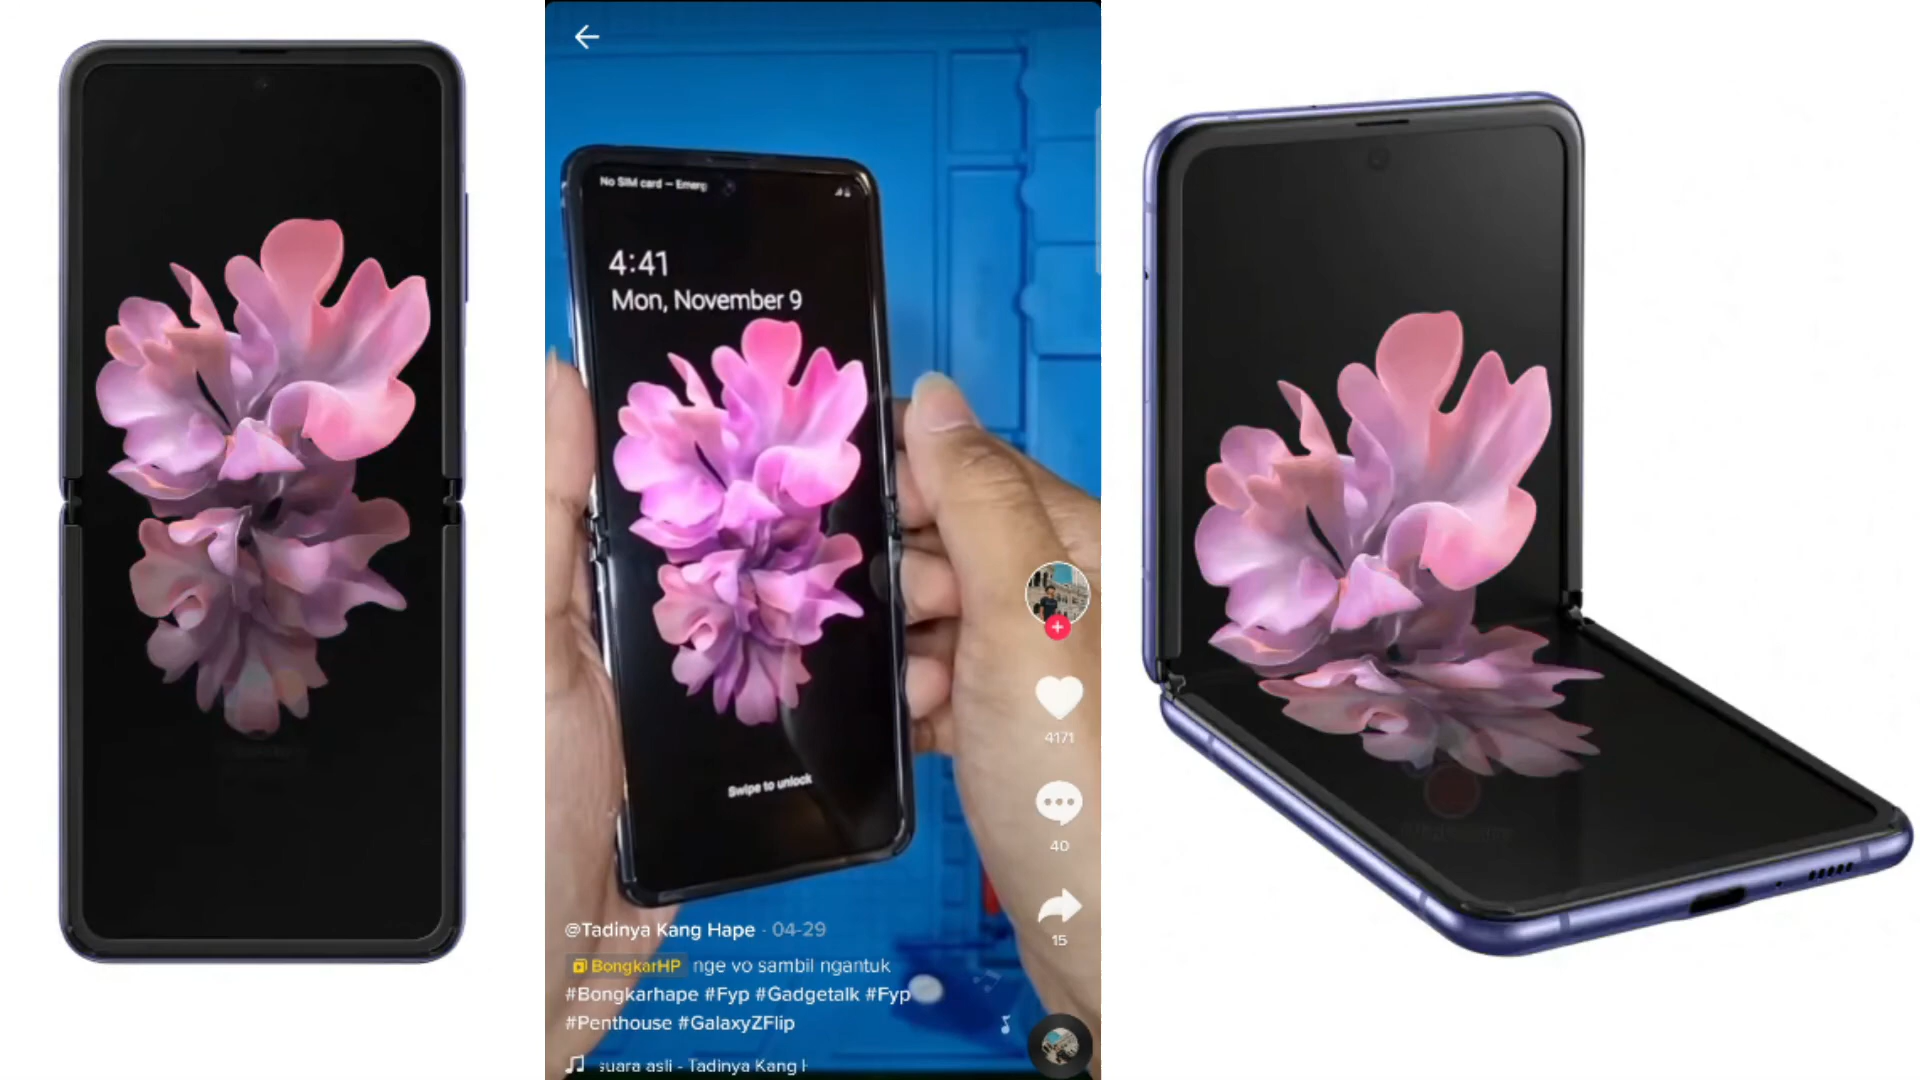 No SIM card – Emerg
4:41
Mon, November 9
Swipe to unlock
4171
40
15
@Tadinya Kang Hape · 04-29
BongkarHP nge vo sambil ngantuk
#Bongkarhape #Fyp #Gadgetalk #Fyp
#Penthouse #GalaxyZFlip
suara asli - Tadinya Kang H